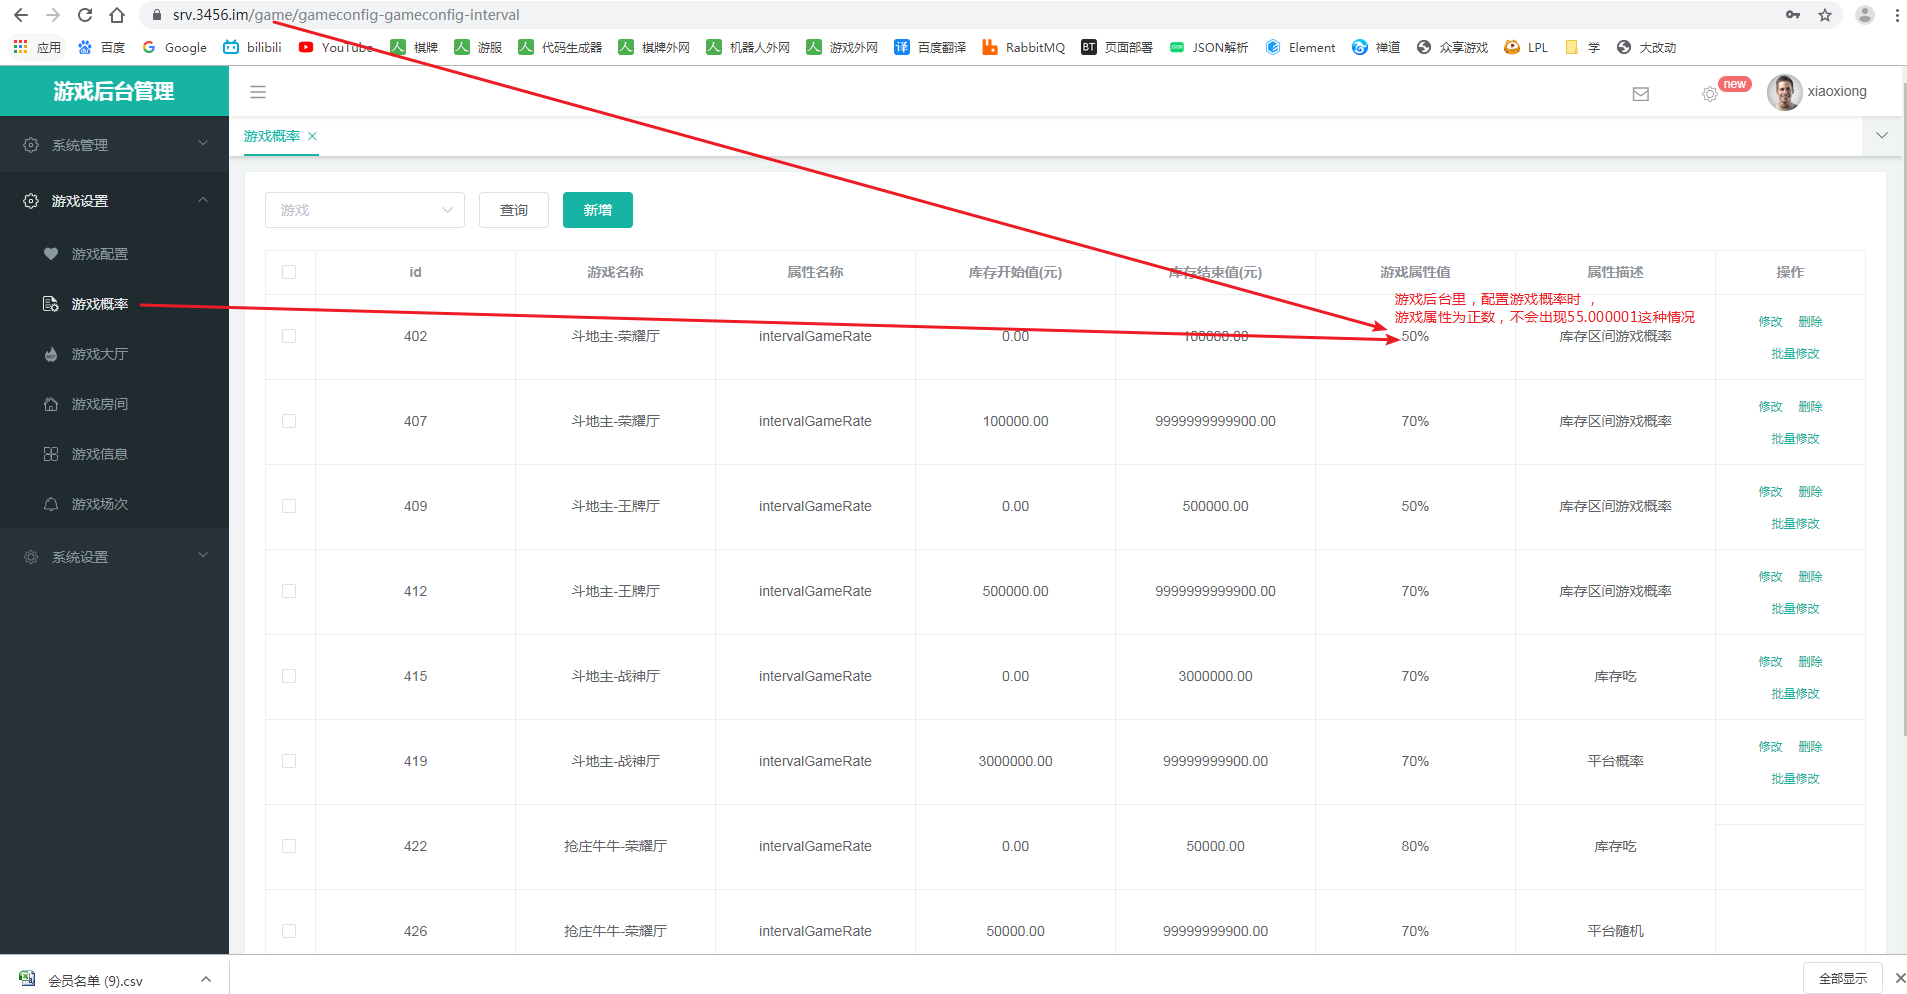 srv.3456.im/game/gameconfig-gameconfig-interval
应用 百度 Google bilibili YouTube 棋牌 游服 代码生成器 棋牌外网 机器人外网 游戏外网 百度翻译 RabbitMQ 页面部署 JSON解析 Element 禅道 众享游戏 LPL 学 大改动
游戏后台管理
new
xiaoxiong
系统管理
游戏设置
游戏配置
游戏概率
游戏大厅
游戏房间
游戏信息
游戏场次
系统设置
游戏概率
游戏 查询 新增
id 游戏名称 属性名称 库存开始值(元) 库存结束值(元) 游戏属性值 属性描述 操作
游戏后台里，配置游戏概率时，
游戏属性为正数，不会出现55.000001这种情况
402 斗地主-荣耀厅 intervalGameRate 0.00 100000.00 50% 库存区间游戏概率 修改 删除
批量修改
407 斗地主-荣耀厅 intervalGameRate 100000.00 9999999999900.00 70% 库存区间游戏概率 修改 删除
批量修改
409 斗地主-王牌厅 intervalGameRate 0.00 500000.00 50% 库存区间游戏概率 修改 删除
批量修改
412 斗地主-王牌厅 intervalGameRate 500000.00 9999999999900.00 70% 库存区间游戏概率 修改 删除
批量修改
415 斗地主-战神厅 intervalGameRate 0.00 3000000.00 70% 库存吃 修改 删除
批量修改
419 斗地主-战神厅 intervalGameRate 3000000.00 99999999900.00 70% 平台概率 修改 删除
批量修改
422 抢庄牛牛-荣耀厅 intervalGameRate 0.00 50000.00 80% 库存吃
426 抢庄牛牛-荣耀厅 intervalGameRate 50000.00 99999999900.00 70% 平台随机
会员名单 (9).csv
全部显示